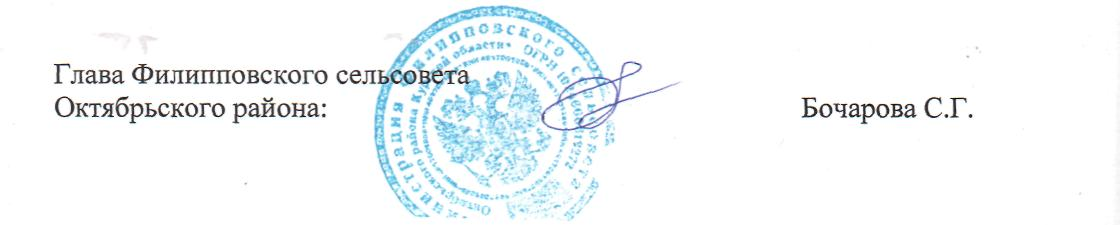 Глава Филипповского сельсовета
Октябрьского района:
Бочарова С.Г.